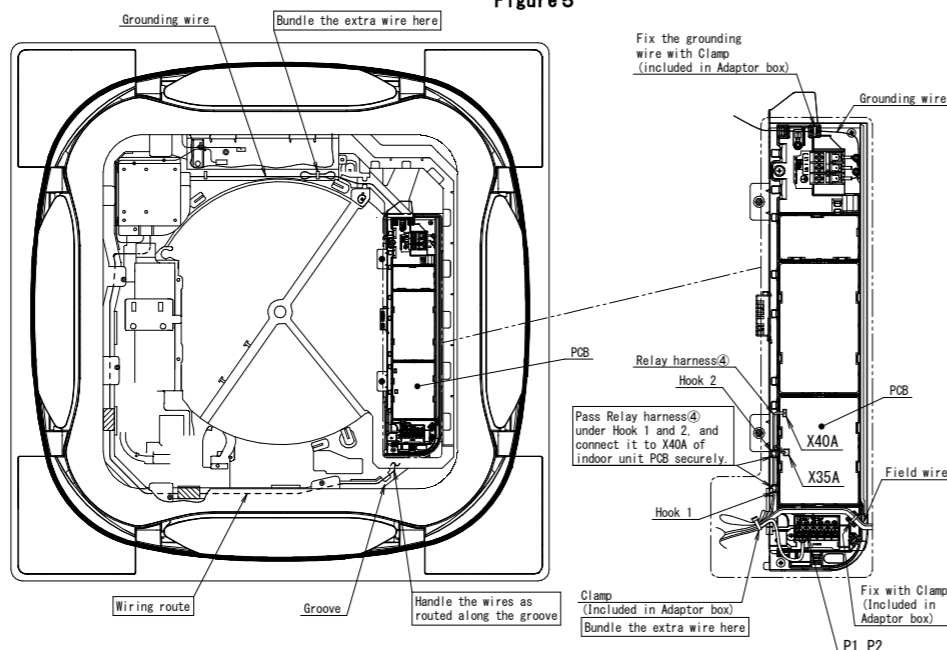 Figure 5
Grounding wire
Bundle the extra wire here
Fix the grounding
wire with Clamp
(included in Adaptor box)
Grounding wire
PCB
Relay harness④
Hook 2
Pass Relay harness④
under Hook 1 and 2, and
connect it to X40A of
indoor unit PCB securely.
Hook 1
PCB
X40A
X35A
Field wire
Wiring route
Groove
Handle the wires as
routed along the groove
Clamp
(Included in Adaptor box)
Bundle the extra wire here
Fix with Clamp
(Included in
Adaptor box)
P1 P2